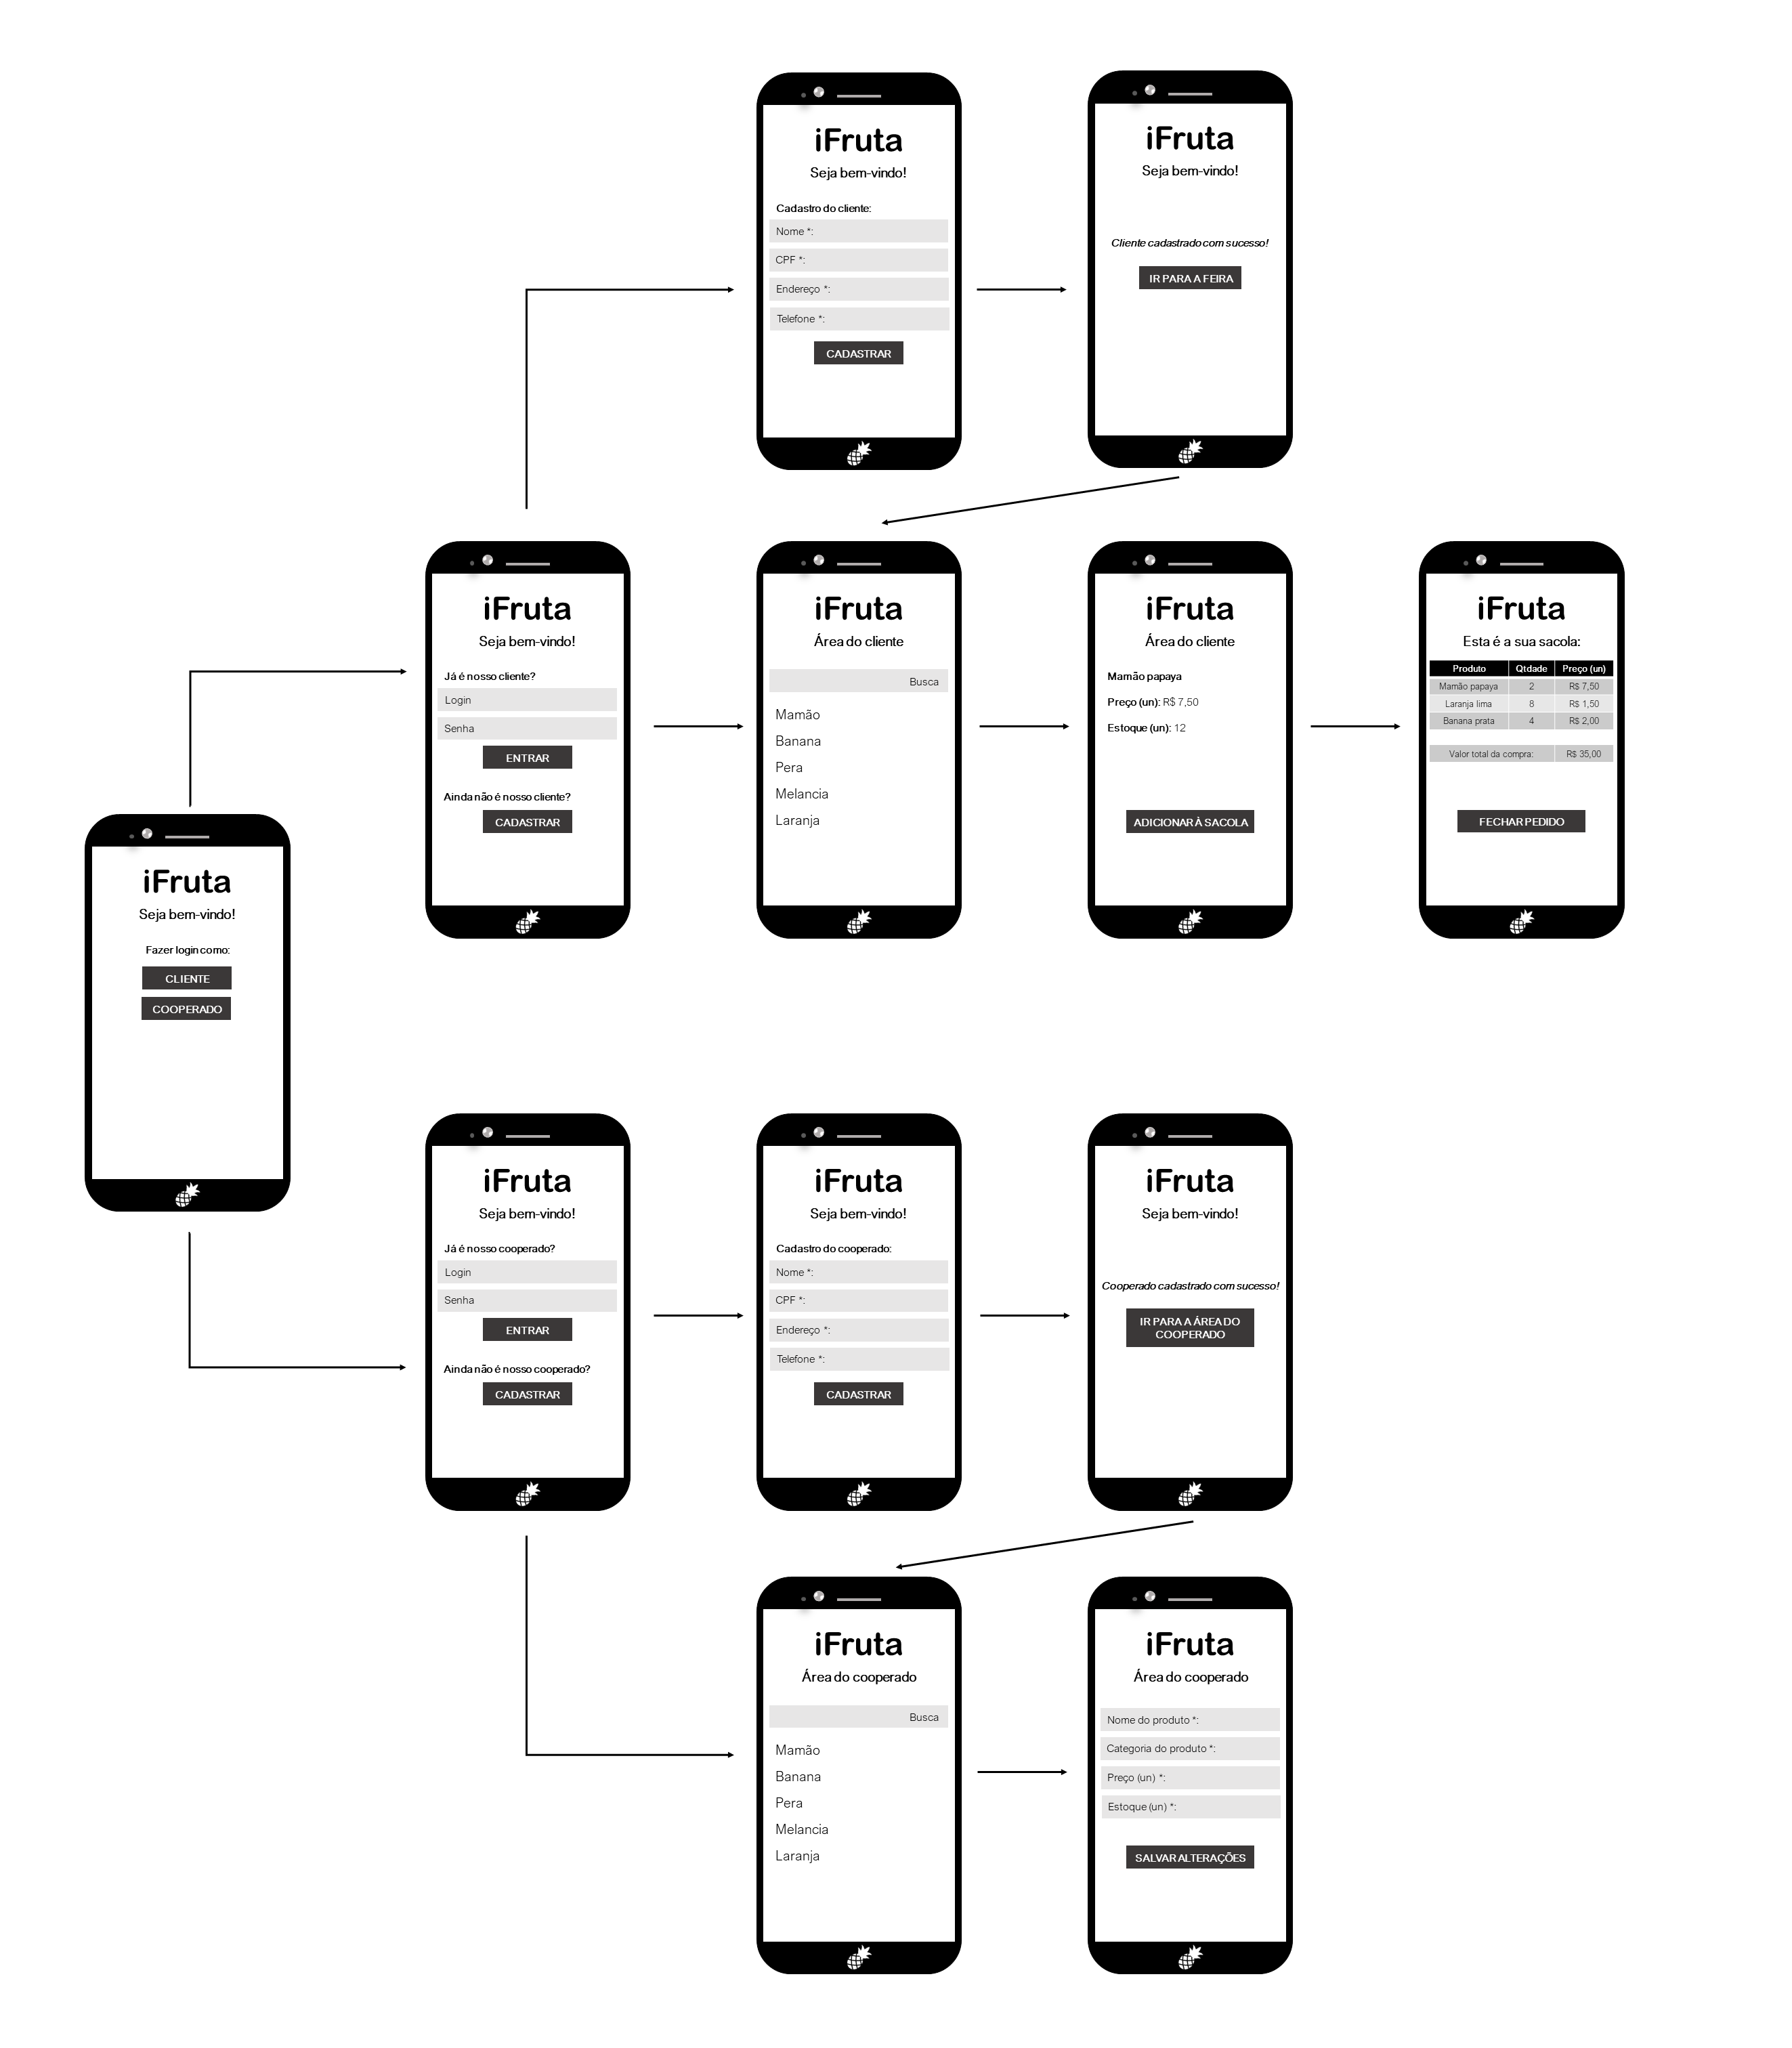 iFruta
Seja bem-vindo!
Cadastro do cliente:
Nome *:
CPF *:
Endereço *:
Telefone *:
CADASTRAR
iFruta
Seja bem-vindo!
Cliente cadastrado com sucesso!
IR PARA A FEIRA
iFruta
Seja bem-vindo!
Já é nosso cliente?
Login
Senha
ENTRAR
Ainda não é nosso cliente?
CADASTRAR
iFruta
Área do cliente
Busca
Mamão
Banana
Pera
Melancia
Laranja
iFruta
Área do cliente
Mamão papaya
Preço (un): R$ 7,50
Estoque (un): 12
ADICIONAR À SACOLA
iFruta
Esta é a sua sacola:
Produto Qtdade Preço (un)
Mamão papaya 2 R$ 7,50
Laranja lima 8 R$ 1,50
Banana prata 4 R$ 2,00
Valor total da compra: R$ 35,00
FECHAR PEDIDO
iFruta
Seja bem-vindo!
Fazer login como:
CLIENTE
COOPERADO
iFruta
Seja bem-vindo!
Já é nosso cooperado?
Login
Senha
ENTRAR
Ainda não é nosso cooperado?
CADASTRAR
iFruta
Seja bem-vindo!
Cadastro do cooperado:
Nome *:
CPF *:
Endereço *:
Telefone *:
CADASTRAR
iFruta
Seja bem-vindo!
Cooperado cadastrado com sucesso!
IR PARA A ÁREA DO
COOPERADO
iFruta
Área do cooperado
Busca
Mamão
Banana
Pera
Melancia
Laranja
iFruta
Área do cooperado
Nome do produto *:
Categoria do produto *:
Preço (un) *:
Estoque (un) *:
SALVAR ALTERAÇÕES